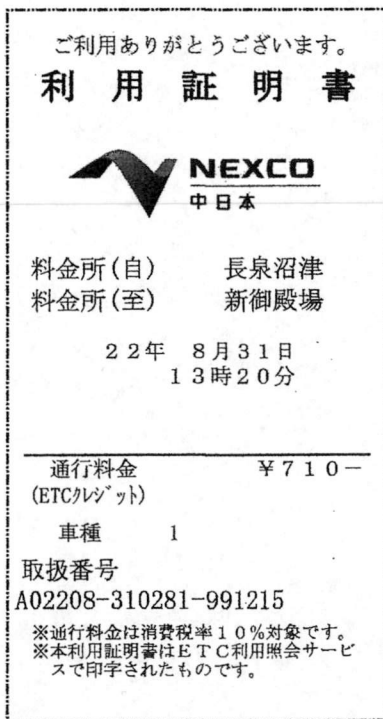 ご利用ありがとうございます。
利用証明書
NEXCO
中日本
料金所(自) 長泉沼津
料金所(至) 新御殿場
22年 8月31日
13時20分
通行料金 ¥710-
(ETCクレジット)
車種 1
取扱番号
A02208-310281-991215
※通行料金は消費税率10%対象です。
※本利用証明書はETC利用照会サービ
スで印字されたものです。